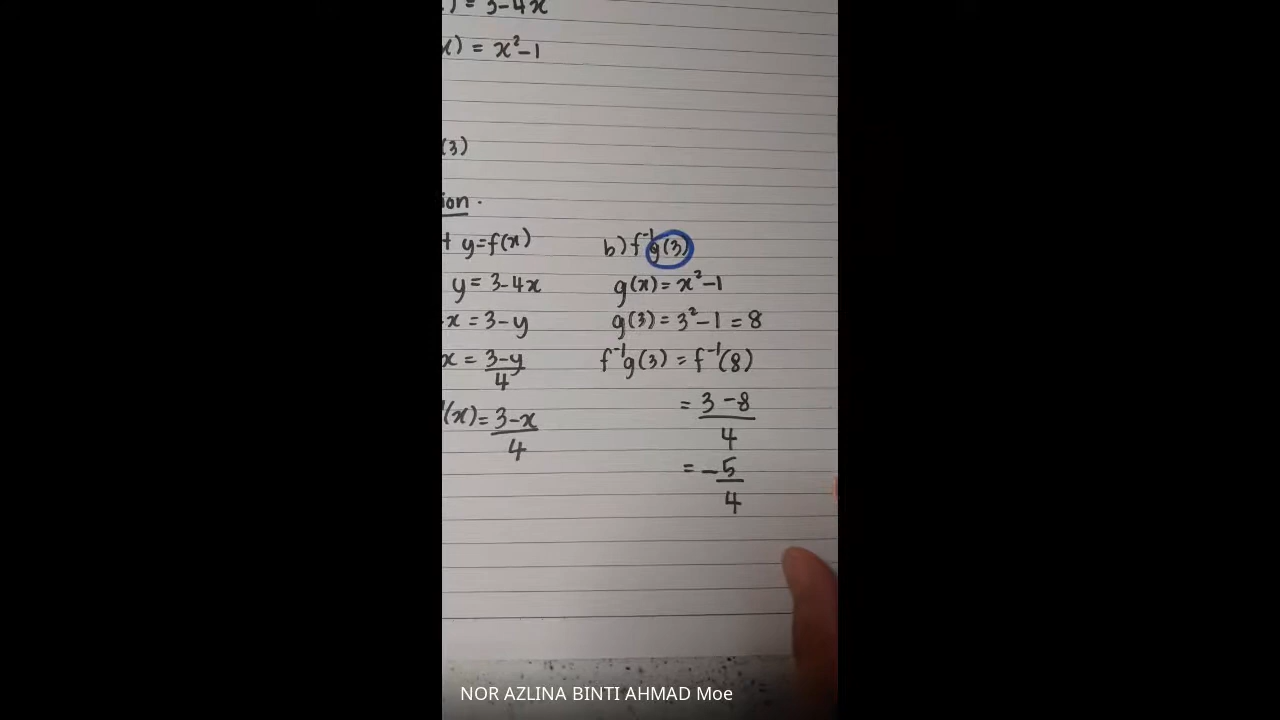 ) = 3-4x
x) = x²-1
(3)
ion.
y=f(x)
y = 3-4x
x = 3-y
x = 3-y
4
(x) = 3-x
4
b) f⁻¹g(3)
g(x) = x²-1
g(3) = 3²-1 = 8
f⁻¹g(3) = f⁻¹(8)
= 3-8
4
= -5
4
NOR AZLINA BINTI AHMAD Moe